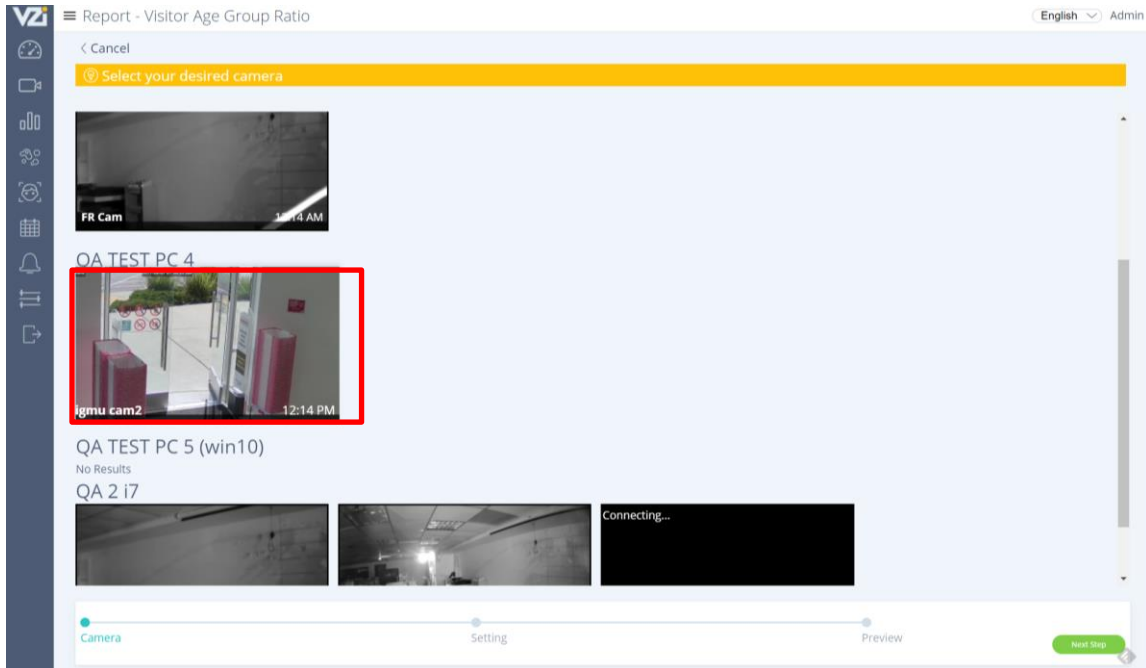 VZi
Report - Visitor Age Group Ratio
English
Admin
< Cancel
Select your desired camera
FR Cam
12:14 AM
QA TEST PC 4
igmu cam2
12:14 PM
QA TEST PC 5 (win10)
No Results
QA 2 i7
Connecting...
Camera
Setting
Preview
Next Step